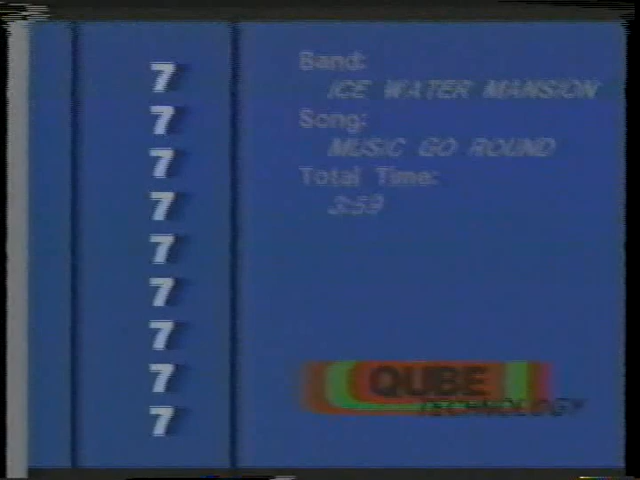 7
7
7
7
7
7
7
7
7
Band:
ICE WATER MANSION
Song:
MUSIC GO ROUND
Total Time:
3:59
QUBE
TECHNOLOGY